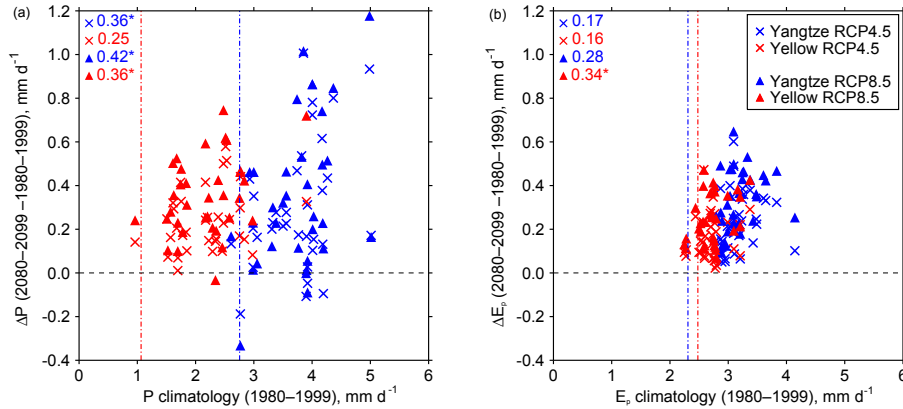 (a)
0.36*
0.25
0.42*
0.36*
1.2
1.0
0.8
0.6
0.4
0.2
0.0
-0.2
-0.4
ΔP (2080–2099 –1980–1999), mm d⁻¹
0 1 2 3 4 5 6
P climatology (1980–1999), mm d⁻¹
(b)
0.17
0.16
0.28
0.34*
Yangtze RCP4.5
Yellow RCP4.5
Yangtze RCP8.5
Yellow RCP8.5
1.2
1.0
0.8
0.6
0.4
0.2
0.0
-0.2
-0.4
ΔEₚ (2080–2099 –1980–1999), mm d⁻¹
0 1 2 3 4 5 6
Eₚ climatology (1980–1999), mm d⁻¹